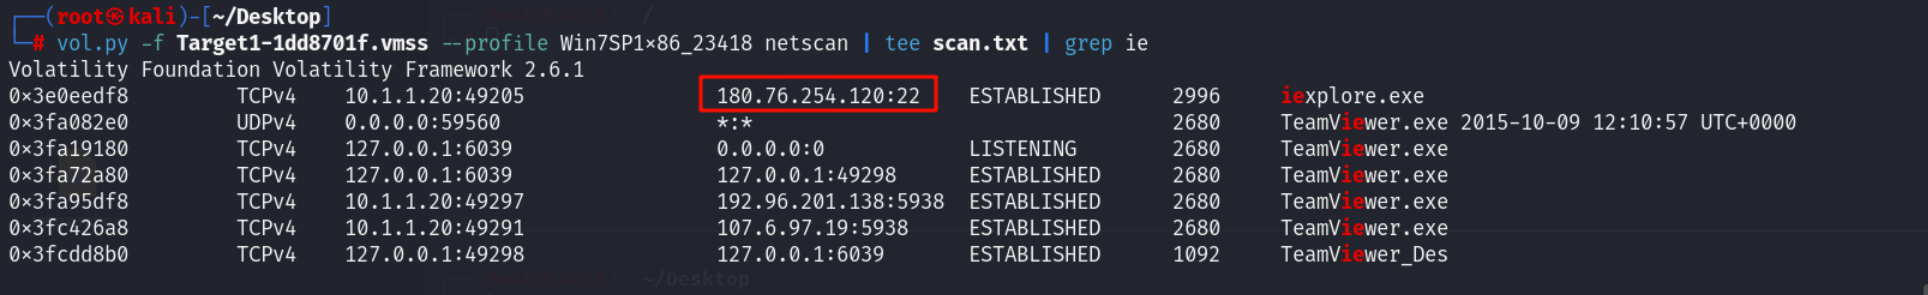 (root㉿kali)-[~/Desktop]
# vol.py -f Target1-1dd8701f.vmss --profile Win7SP1×86_23418 netscan | tee scan.txt | grep ie
Volatility Foundation Volatility Framework 2.6.1
0×3e0eedf8 TCPv4 10.1.1.20:49205 180.76.254.120:22 ESTABLISHED 2996 iexplore.exe
0×3fa082e0 UDPv4 0.0.0.0:59560 *:* 2680 TeamViewer.exe 2015-10-09 12:10:57 UTC+0000
0×3fa19180 TCPv4 127.0.0.1:6039 0.0.0.0:0 LISTENING 2680 TeamViewer.exe
0×3fa72a80 TCPv4 127.0.0.1:6039 127.0.0.1:49298 ESTABLISHED 2680 TeamViewer.exe
0×3fa95df8 TCPv4 10.1.1.20:49297 192.96.201.138:5938 ESTABLISHED 2680 TeamViewer.exe
0×3fc426a8 TCPv4 10.1.1.20:49291 107.6.97.19:5938 ESTABLISHED 2680 TeamViewer.exe
0×3fcdd8b0 TCPv4 127.0.0.1:49298 127.0.0.1:6039 ESTABLISHED 1092 TeamViewer_Des